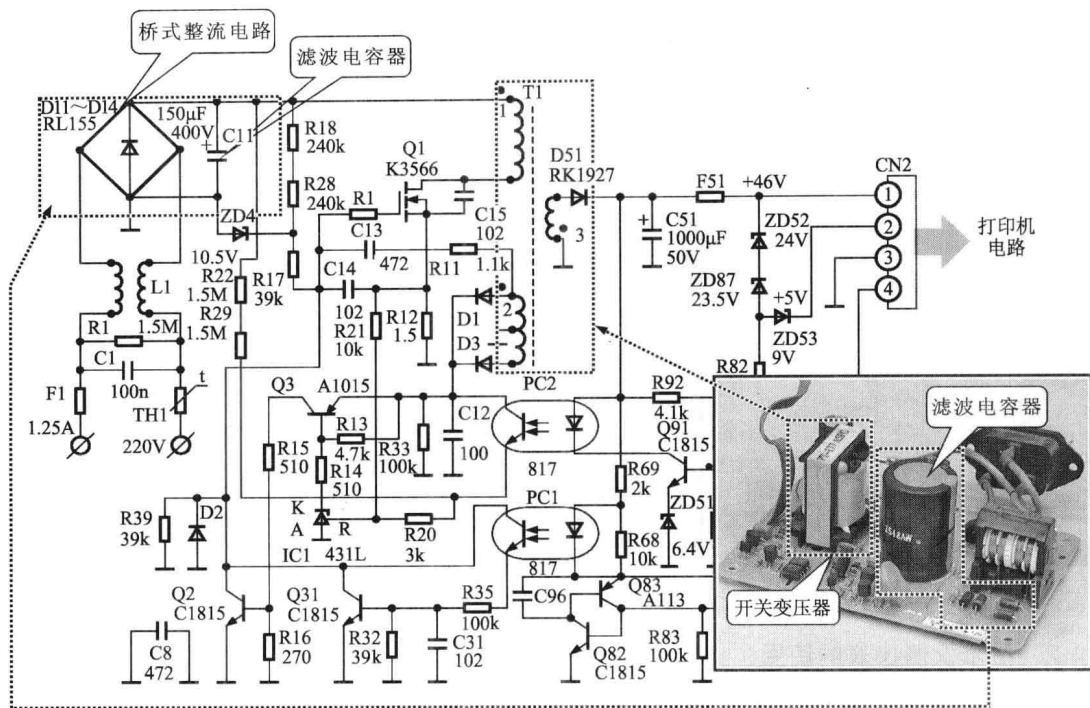 桥式整流电路
滤波电容器
D11～D14
RL155
150μF
400V
+
C11
R18
240k
R28
240k
Q1
K3566
T1
1
D51
RK1927
3
F51
+46V
CN2
1
2
3
4
打印机
电路
R1
C15
102
+
C51
1000μF
50V
ZD52
24V
ZD87
23.5V
+5V
ZD53
9V
R82
ZD4
10.5V
C13
472
R11
1.1k
R22
1.5M
R17
39k
C14
102
R21
10k
R12
1.5
2
D1
D3
L1
R29
1.5M
R1
1.5M
C1
100n
F1
1.25A
t
TH1
220V
Q3
A1015
R13
4.7k
R33
100k
C12
100
PC2
817
R92
4.1k
Q91
C1815
R15
510
R14
510
K
A
R
IC1
431L
R20
3k
PC1
817
R69
2k
R68
10k
ZD51
6.4V
R39
39k
D2
Q2
C1815
Q31
C1815
R35
100k
C96
Q83
A113
R16
270
R32
39k
C31
102
Q82
C1815
R83
100k
C8
472
滤波电容器
开关变压器